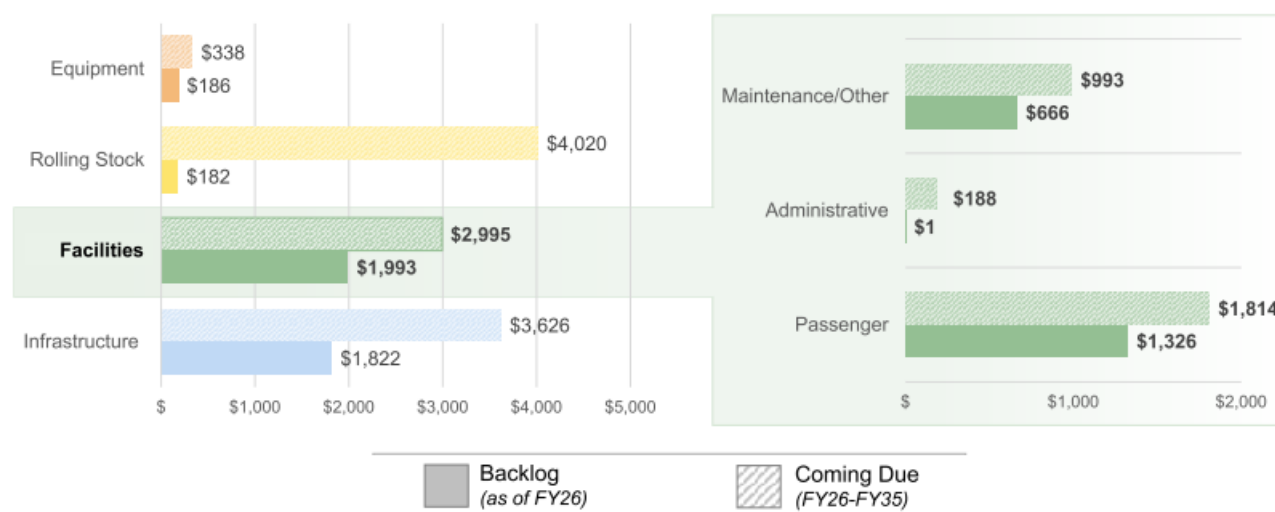 Equipment
$338
$186
Rolling Stock
$4,020
$182
Facilities
$2,995
$1,993
Infrastructure
$3,626
$1,822
$ $1,000 $2,000 $3,000 $4,000 $5,000
Maintenance/Other
$993
$666
Administrative
$188
$1
Passenger
$1,814
$1,326
$ $1,000 $2,000
Backlog
(as of FY26)
Coming Due
(FY26-FY35)